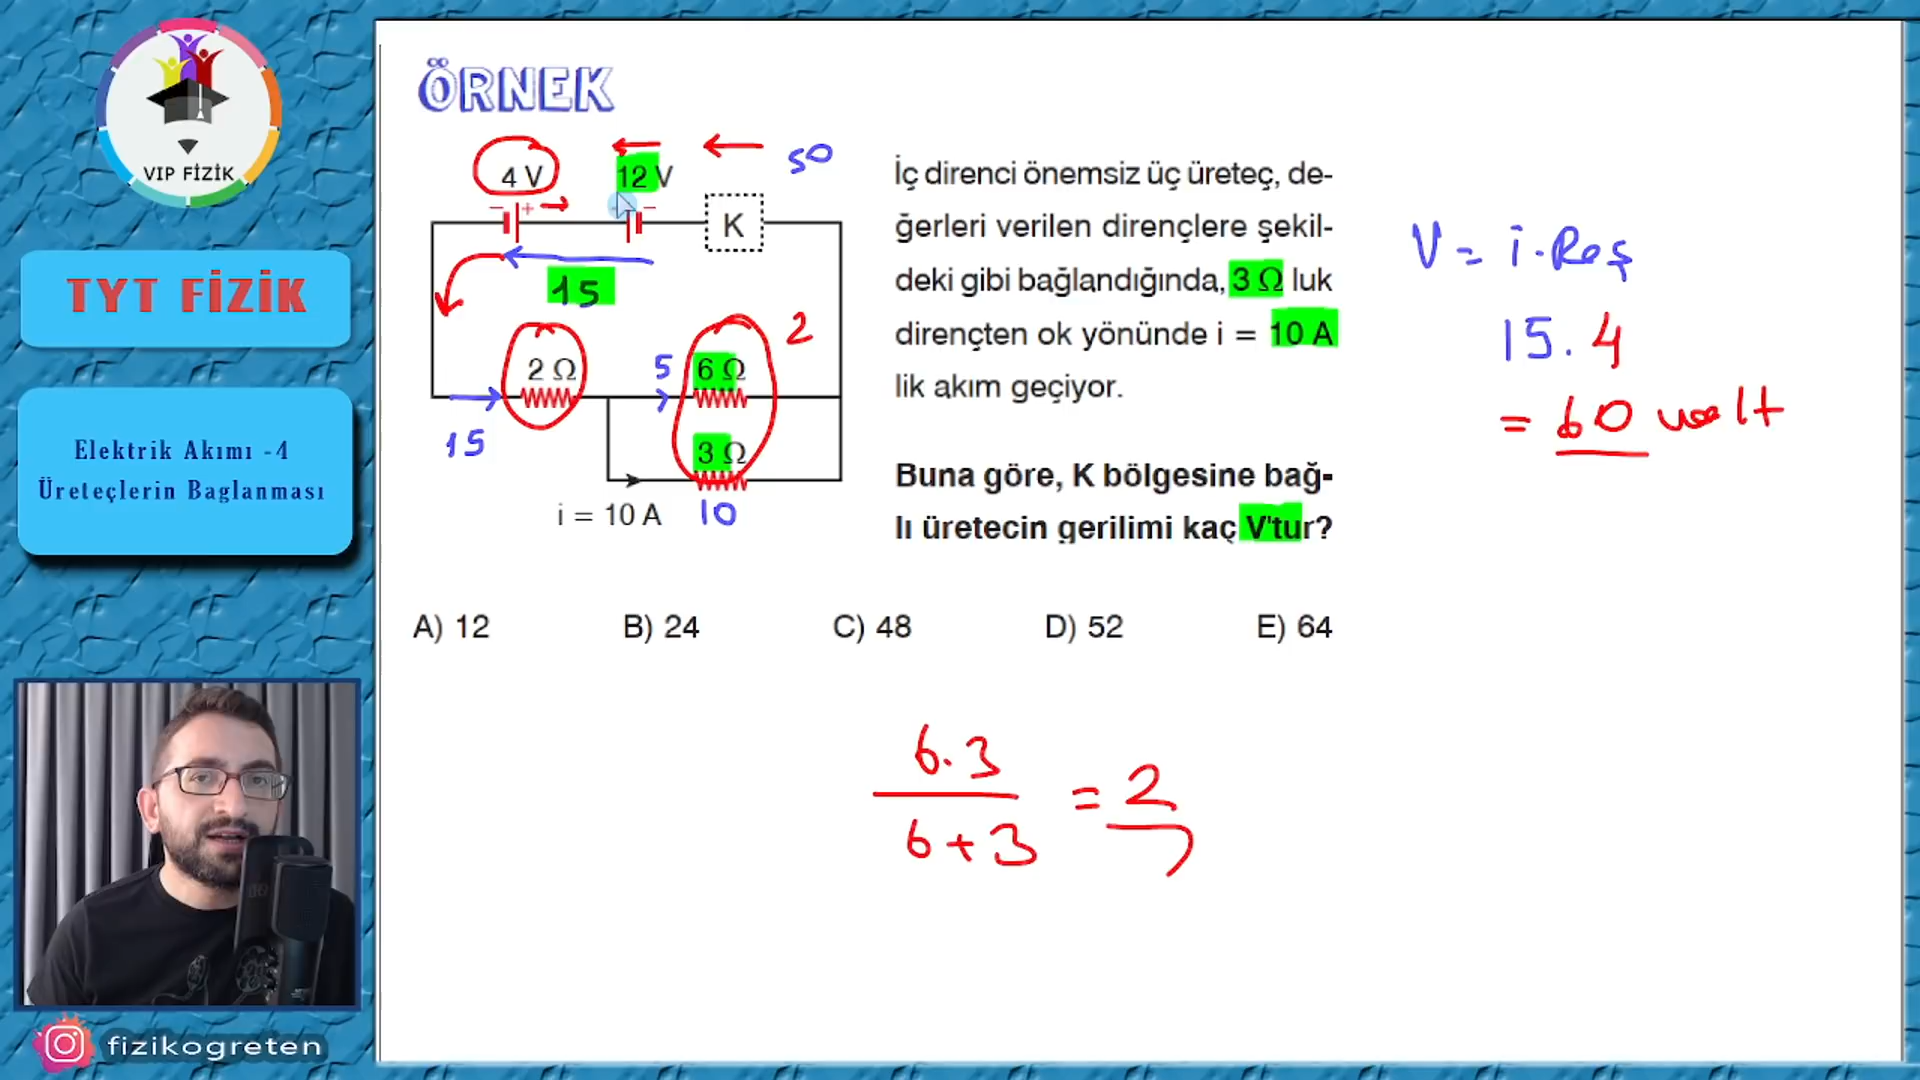 VIP FİZİK
TYT FİZİK
Elektrik Akımı -4
Üreteçlerin Baglanması
fizikogreten
ÖRNEK
4 V
12 V
50
- +
-
K
15
2 Ω
5
6 Ω
2
15
3 Ω
i = 10 A
10
İç direnci önemsiz üç üreteç, de-
ğerleri verilen dirençlere şekil-
deki gibi bağlandığında, 3 Ω luk
dirençten ok yönünde i = 10 A
lik akım geçiyor.
Buna göre, K bölgesine bağ-
lı üretecin gerilimi kaç V'tur?
V = i.Reş
15.4
= 60 volt
A) 12 B) 24 C) 48 D) 52 E) 64
6.3
6+3
= 2